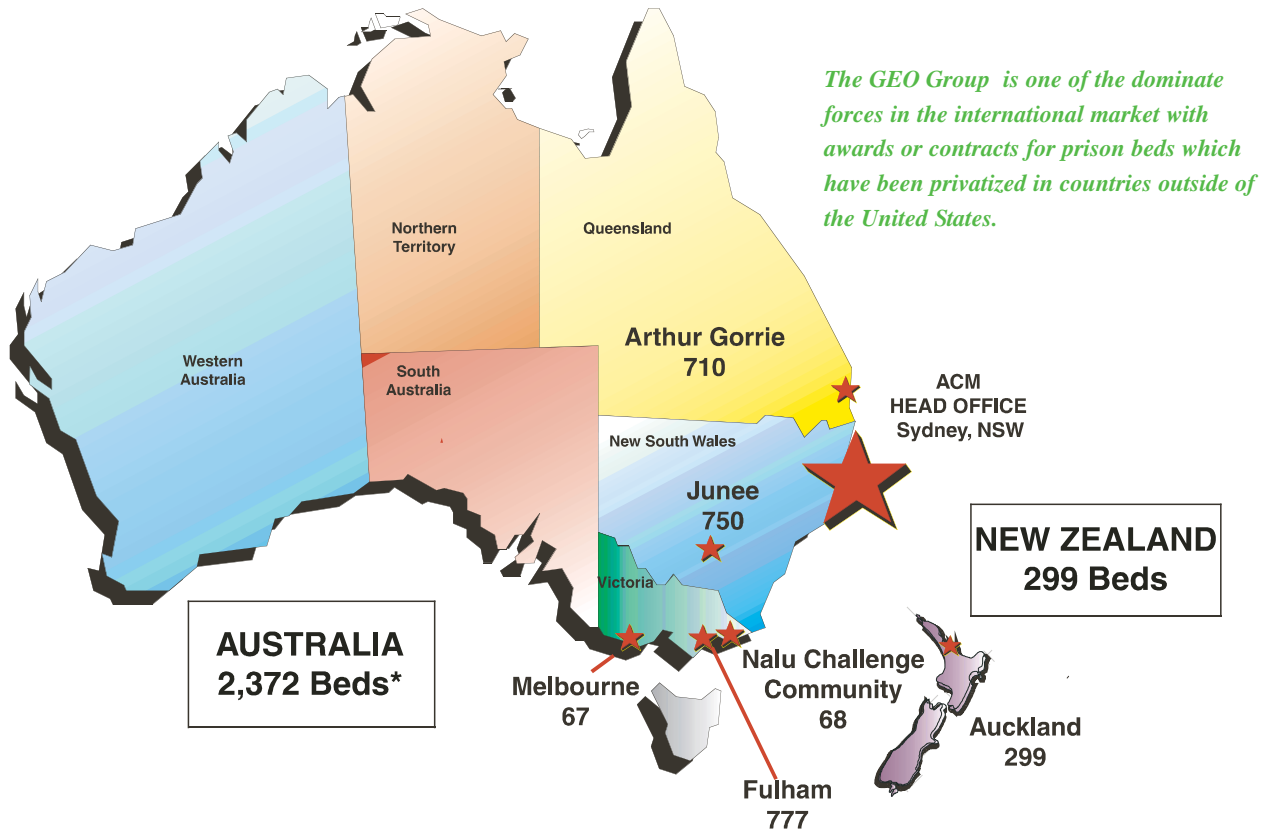 The GEO Group is one of the dominate
forces in the international market with
awards or contracts for prison beds which
have been privatized in countries outside of
the United States.
Northern
Territory
Queensland
Arthur Gorrie
710
Western
Australia
South
Australia
ACM
HEAD OFFICE
Sydney, NSW
New South Wales
Junee
750
NEW ZEALAND
299 Beds
Victoria
AUSTRALIA
2,372 Beds*
Melbourne
67
Nalu Challenge
Community
68
Auckland
299
Fulham
777